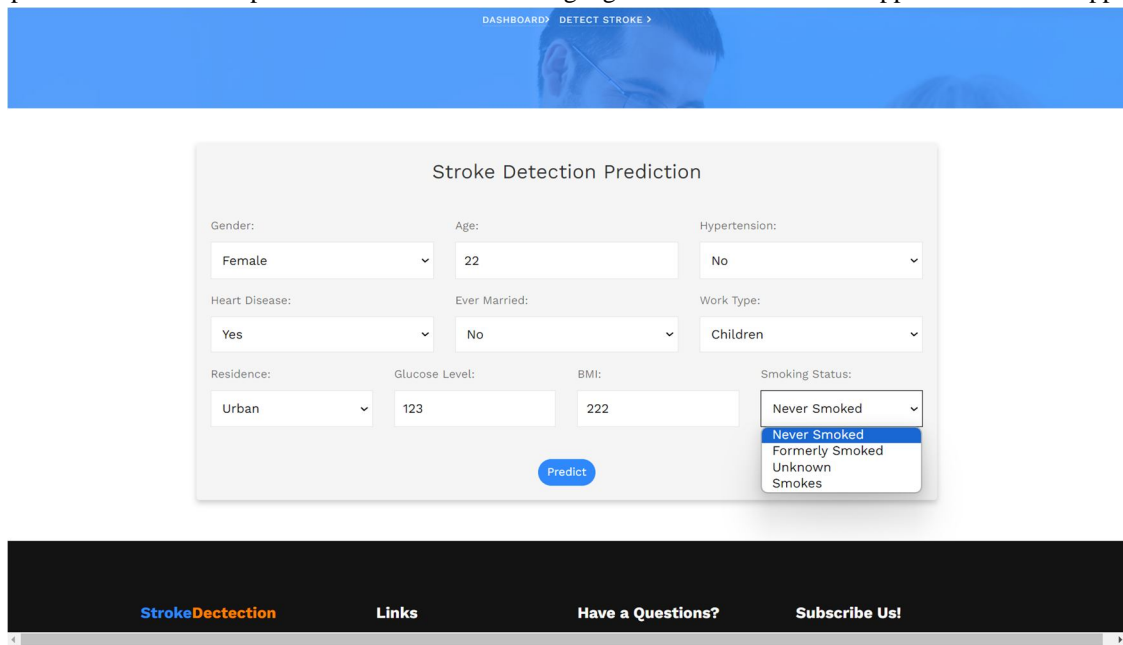 DASHBOARD> DETECT STROKE >
Stroke Detection Prediction
Gender: Age: Hypertension:
Female 22 No
Heart Disease: Ever Married: Work Type:
Yes No Children
Residence: Glucose Level: BMI: Smoking Status:
Urban 123 222 Never Smoked
Never Smoked
Formerly Smoked
Unknown
Smokes
Predict
StrokeDectection Links Have a Questions? Subscribe Us!